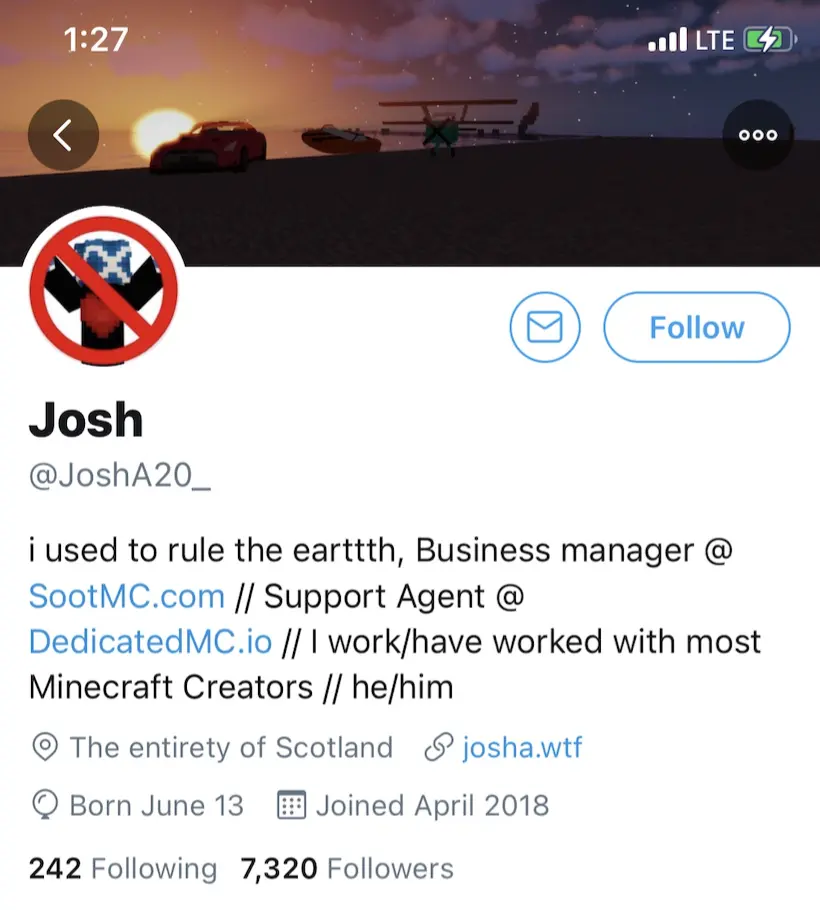 1:27 LTE
Follow
Josh
@JoshA20_
i used to rule the earttth, Business manager @
SootMC.com // Support Agent @
DedicatedMC.io // I work/have worked with most
Minecraft Creators // he/him
The entirety of Scotland josha.wtf
Born June 13 Joined April 2018
242 Following 7,320 Followers